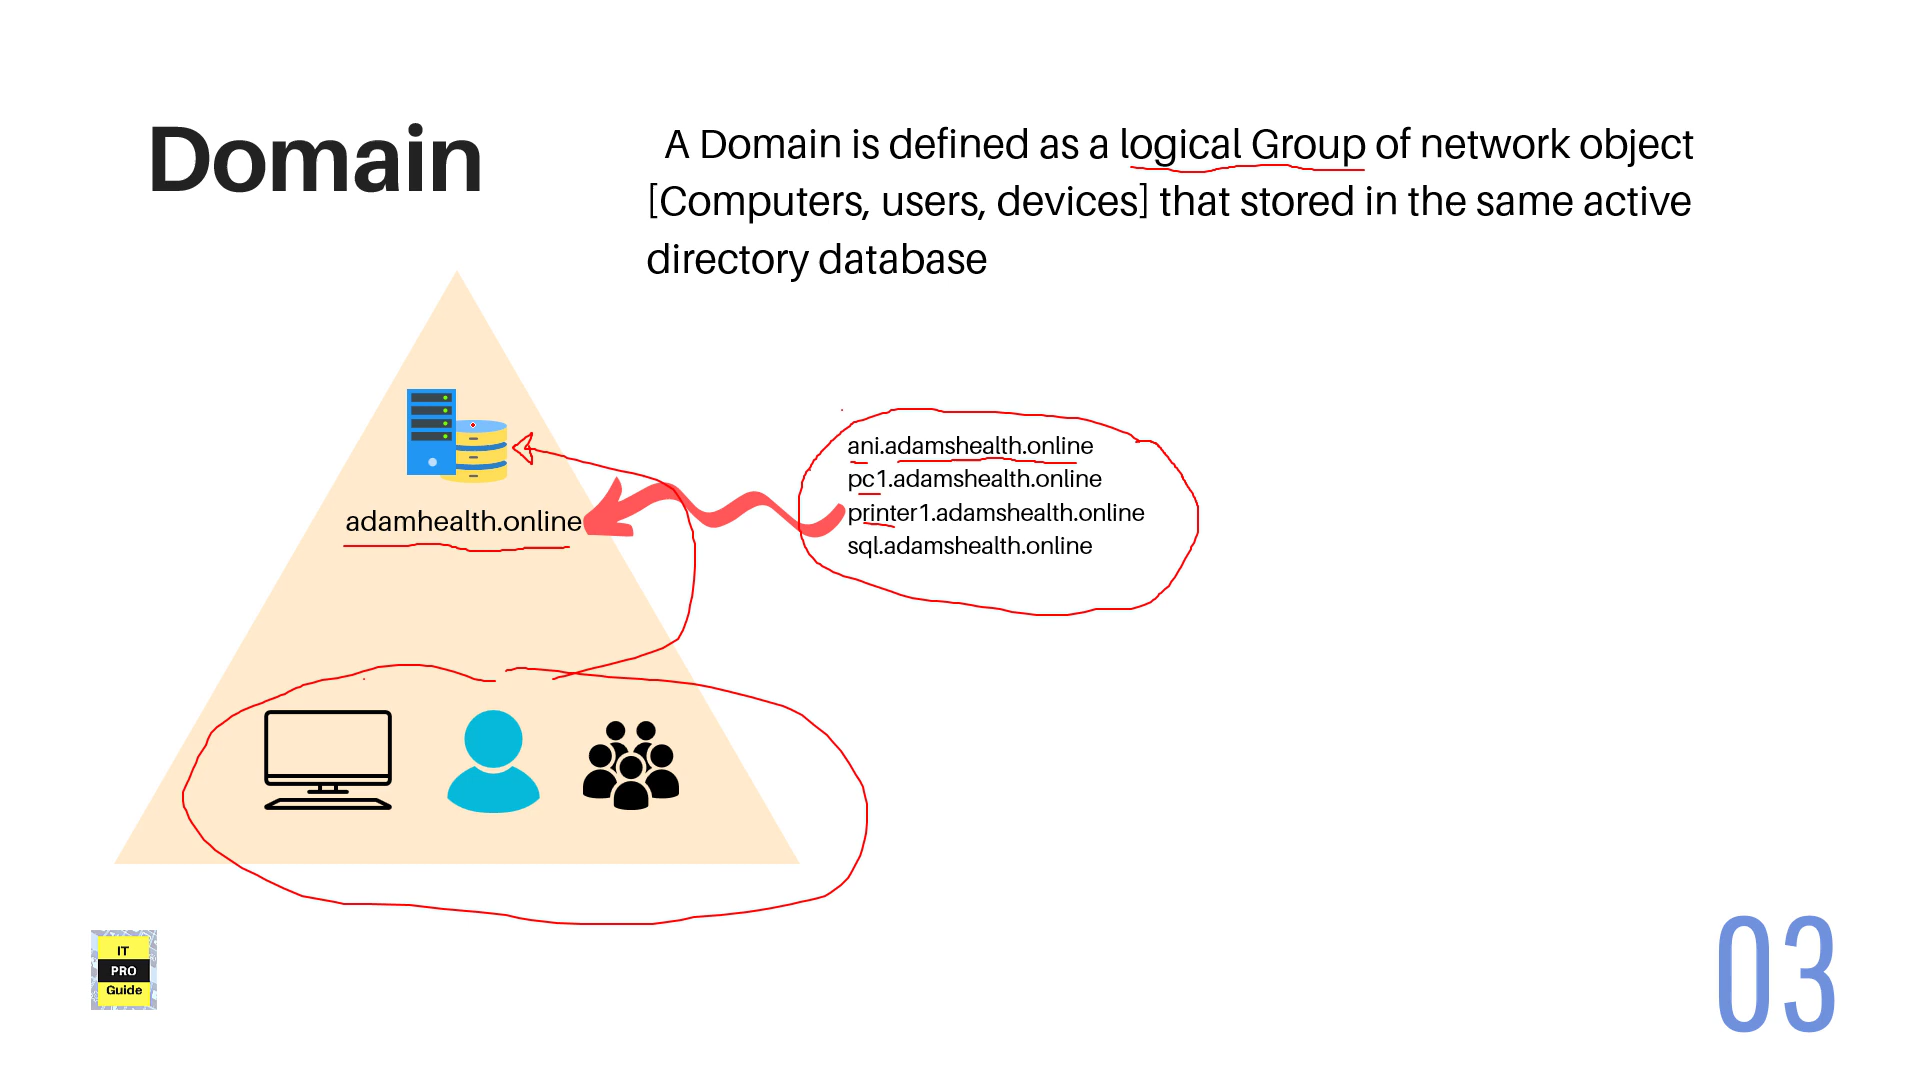 Domain
A Domain is defined as a logical Group of network object
[Computers, users, devices] that stored in the same active
directory database
ani.adamshealth.online
pc1.adamshealth.online
printer1.adamshealth.online
sql.adamshealth.online
adamhealth.online
IT
PRO
Guide
03